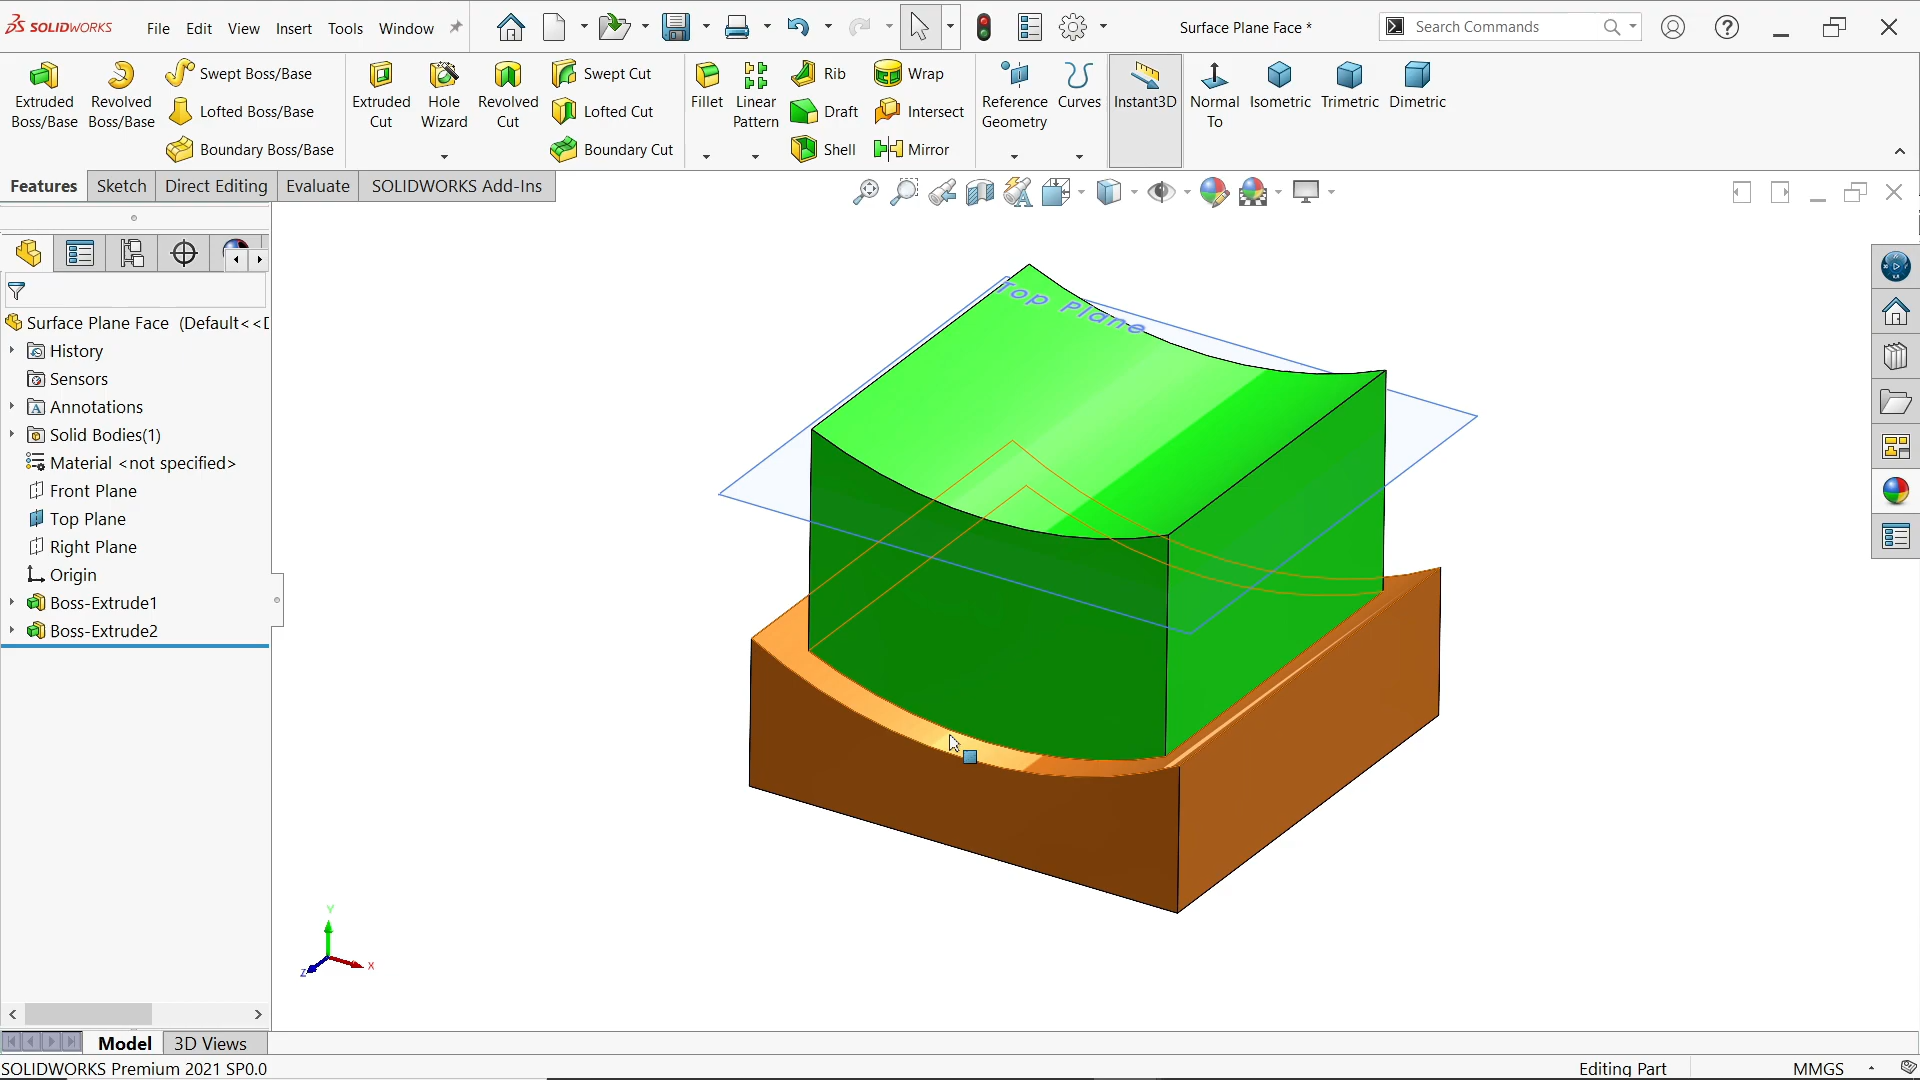 SOLIDWORKS File Edit View Insert Tools Window Surface Plane Face * Search Commands
Extruded Boss/Base
Revolved Boss/Base
Swept Boss/Base
Lofted Boss/Base
Boundary Boss/Base
Extruded Cut
Hole Wizard
Revolved Cut
Swept Cut
Lofted Cut
Boundary Cut
Fillet
Linear Pattern
Rib
Draft
Shell
Wrap
Intersect
Mirror
Reference Geometry
Curves
Instant3D
Normal To
Isometric
Trimetric
Dimetric
Features Sketch Direct Editing Evaluate SOLIDWORKS Add-Ins
Surface Plane Face (Default<<D
History
Sensors
Annotations
Solid Bodies(1)
Material <not specified>
Front Plane
Top Plane
Right Plane
Origin
Boss-Extrude1
Boss-Extrude2
Top Plane
Y
X
Z
Model 3D Views
SOLIDWORKS Premium 2021 SP0.0 Editing Part MMGS